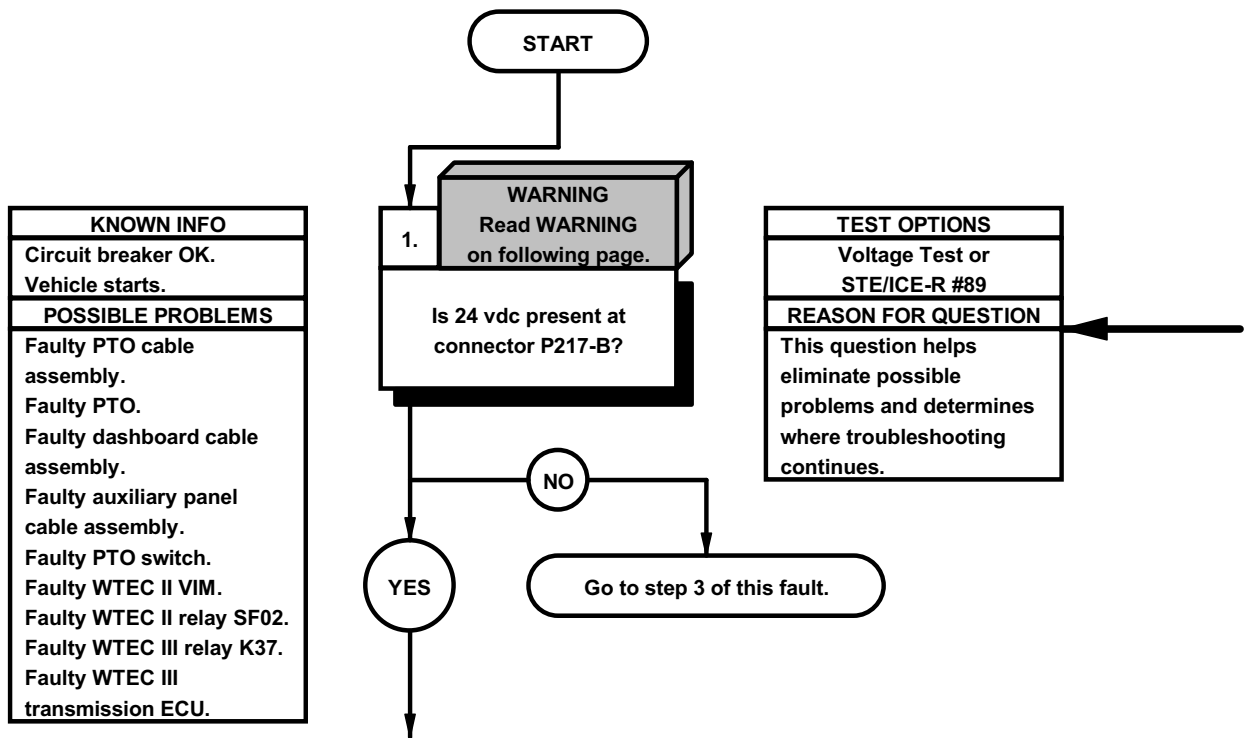 START
KNOWN INFO
Circuit breaker OK.
Vehicle starts.
POSSIBLE PROBLEMS
Faulty PTO cable
assembly.
Faulty PTO.
Faulty dashboard cable
assembly.
Faulty auxiliary panel
cable assembly.
Faulty PTO switch.
Faulty WTEC II VIM.
Faulty WTEC II relay SF02.
Faulty WTEC III relay K37.
Faulty WTEC III
transmission ECU.
1.
WARNING
Read WARNING
on following page.
Is 24 vdc present at
connector P217-B?
TEST OPTIONS
Voltage Test or
STE/ICE-R #89
REASON FOR QUESTION
This question helps
eliminate possible
problems and determines
where troubleshooting
continues.
NO
YES
Go to step 3 of this fault.